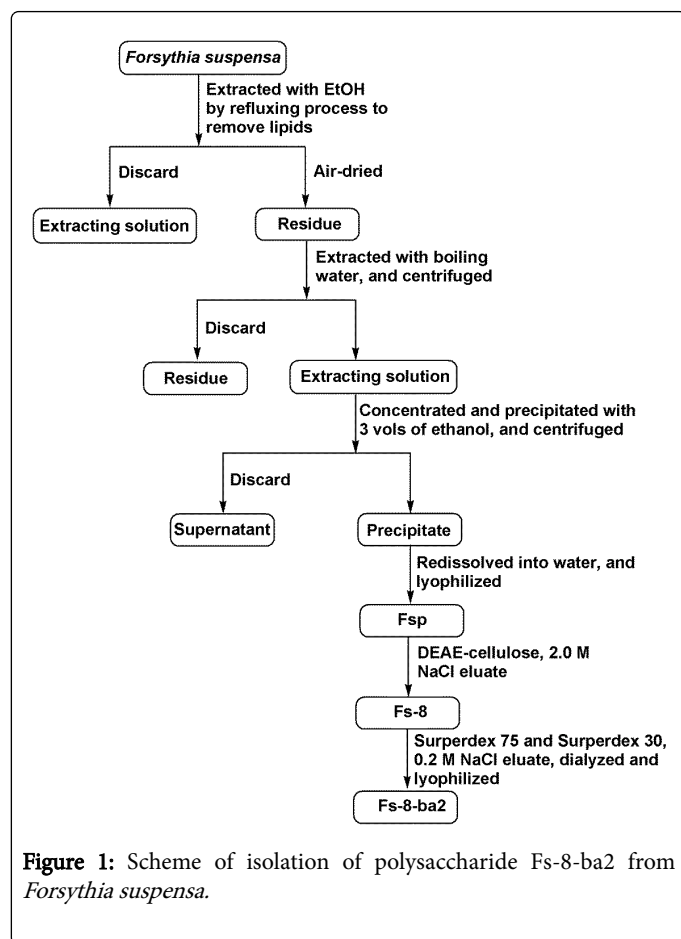 Forsythia suspensa
Extracted with EtOH
by refluxing process to
remove lipids
Discard
Air-dried
Extracting solution
Residue
Extracted with boiling
water, and centrifuged
Discard
Residue
Extracting solution
Concentrated and precipitated with
3 vols of ethanol, and centrifuged
Discard
Supernatant
Precipitate
Redissolved into water, and
lyophilized
Fsp
DEAE-cellulose, 2.0 M
NaCl eluate
Fs-8
Surperdex 75 and Surperdex 30,
0.2 M NaCl eluate, dialyzed and
lyophilized
Fs-8-ba2
Figure 1: Scheme of isolation of polysaccharide Fs-8-ba2 from
Forsythia suspensa.